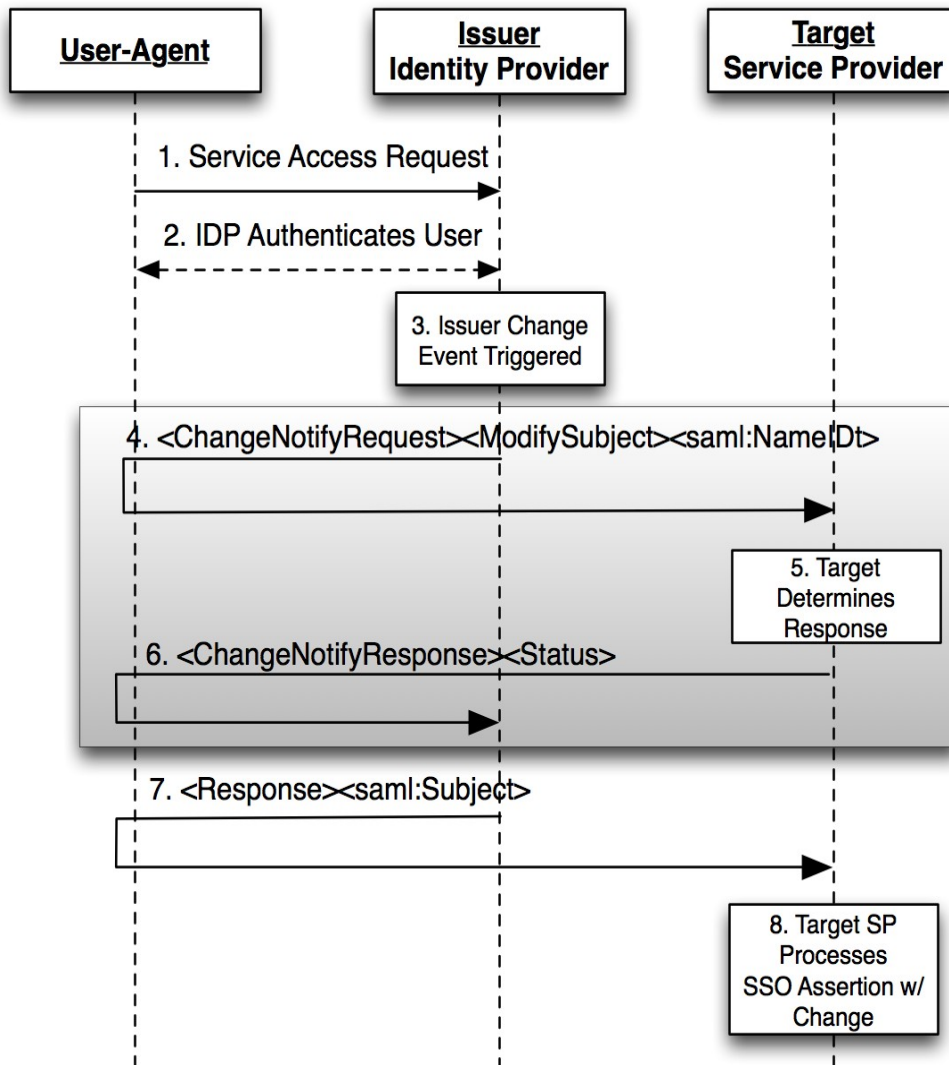 User-Agent
Issuer
Identity Provider
Target
Service Provider
1. Service Access Request
2. IDP Authenticates User
3. Issuer Change
Event Triggered
4. <ChangeNotifyRequest><ModifySubject><saml:NameIDt>
5. Target
Determines
Response
6. <ChangeNotifyResponse><Status>
7. <Response><saml:Subject>
8. Target SP
Processes
SSO Assertion w/
Change